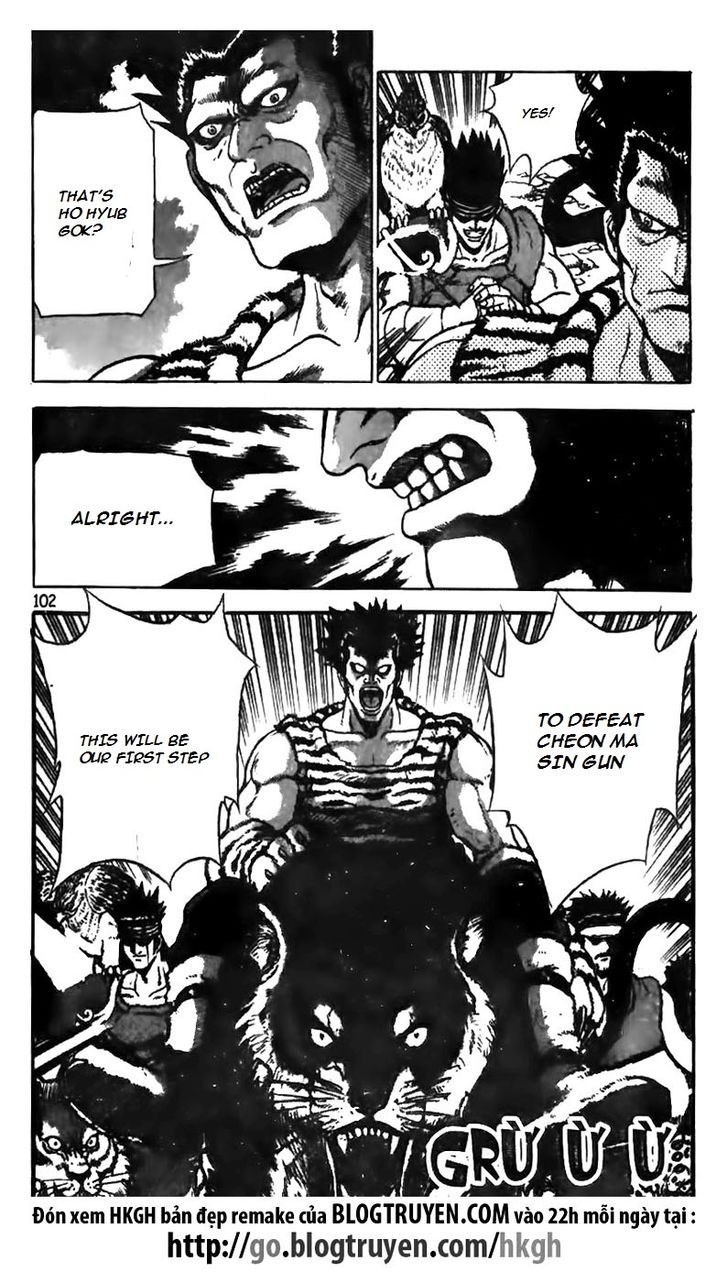 THAT'S
HO HYUB
GOK?
YES!
ALRIGHT...
102
THIS WILL BE
OUR FIRST STEP
TO DEFEAT
CHEON MA
SIN GUN
GRỪ Ừ Ừ
Đón xem HKGH bản đẹp remake của BLOGTRUYEN.COM vào 22h mỗi ngày tại :
http://go.blogtruyen.com/hkgh